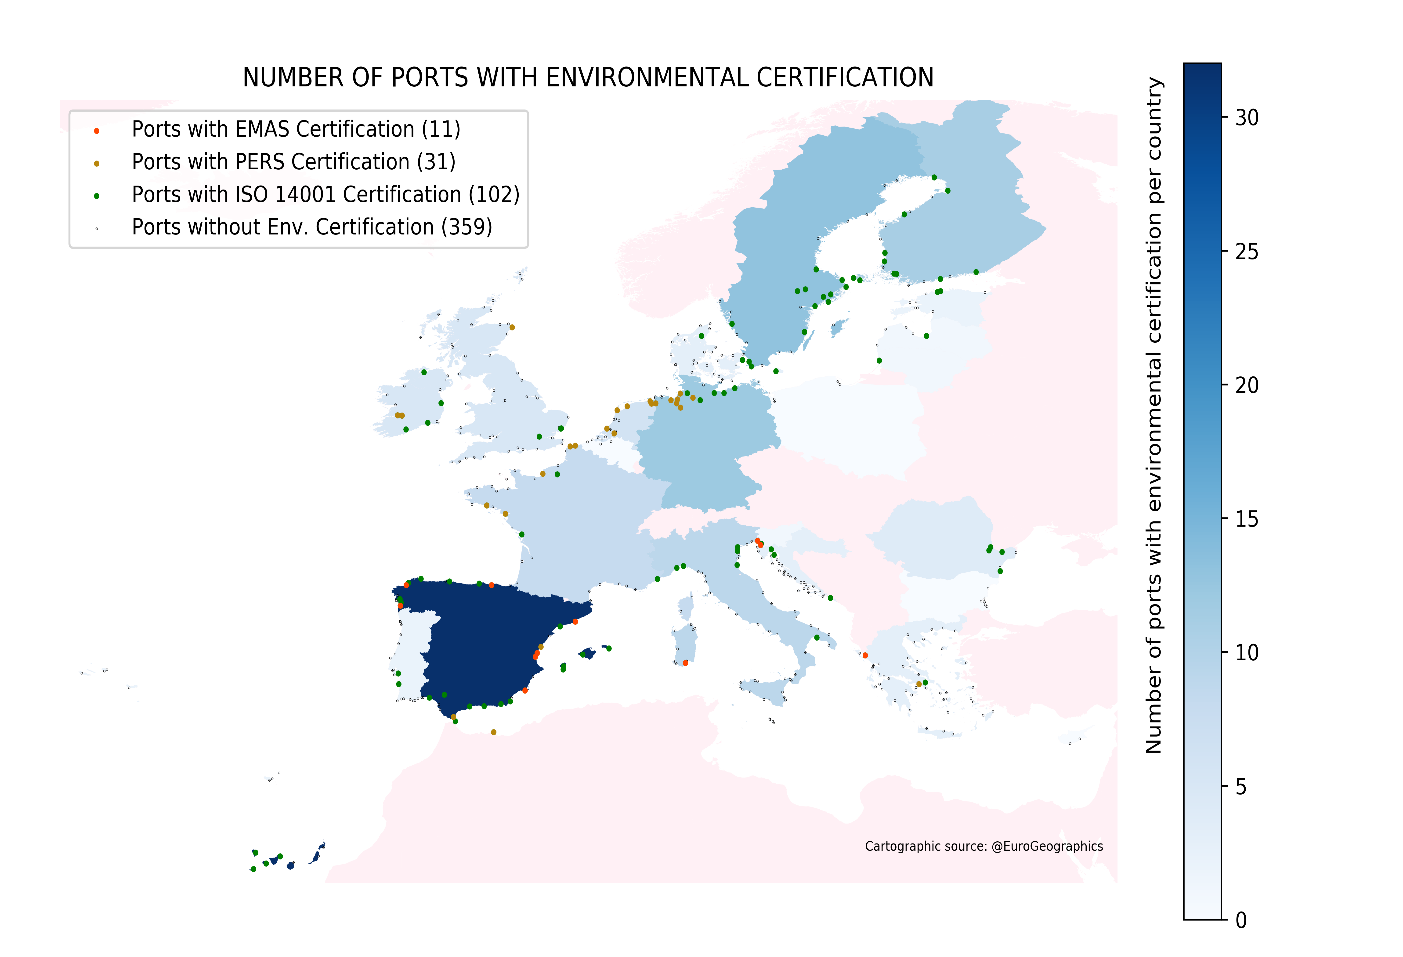 NUMBER OF PORTS WITH ENVIRONMENTAL CERTIFICATION
Ports with EMAS Certification (11)
Ports with PERS Certification (31)
Ports with ISO 14001 Certification (102)
Ports without Env. Certification (359)
Cartographic source: @EuroGeographics
Number of ports with environmental certification per country
30
25
20
15
10
5
0